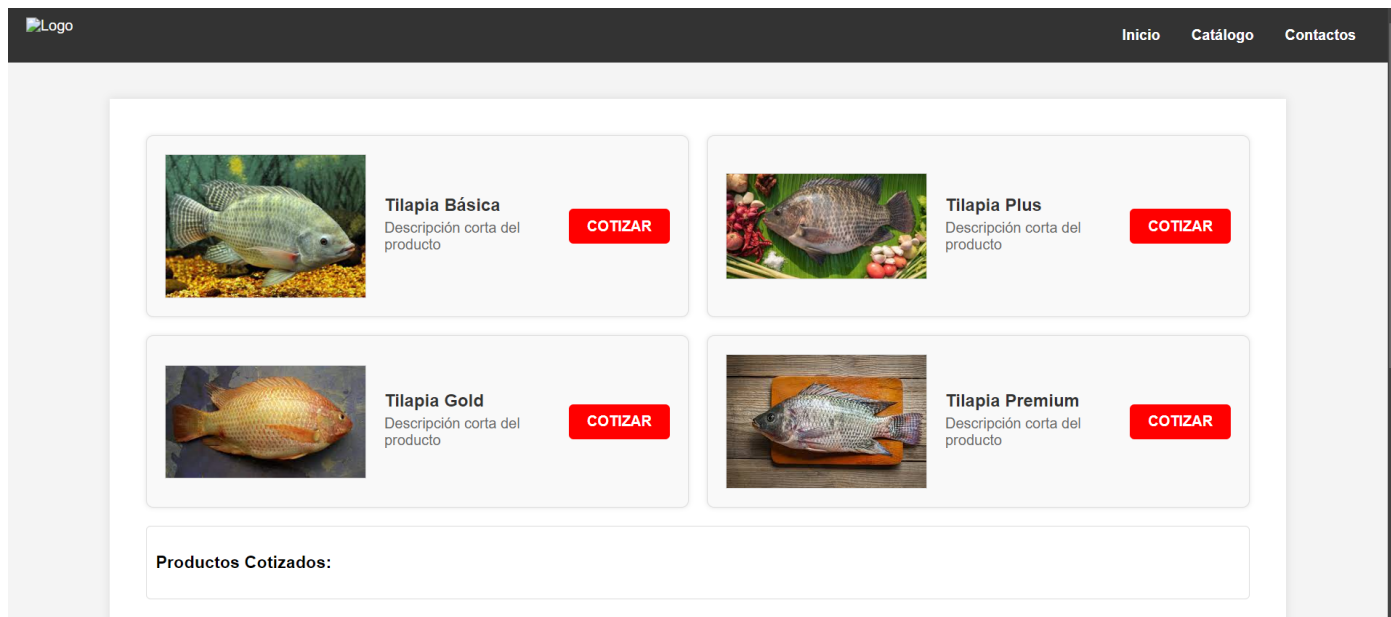 Logo
Inicio Catálogo Contactos
Tilapia Básica
Descripción corta del
producto
COTIZAR
Tilapia Plus
Descripción corta del
producto
COTIZAR
Tilapia Gold
Descripción corta del
producto
COTIZAR
Tilapia Premium
Descripción corta del
producto
COTIZAR
Productos Cotizados: